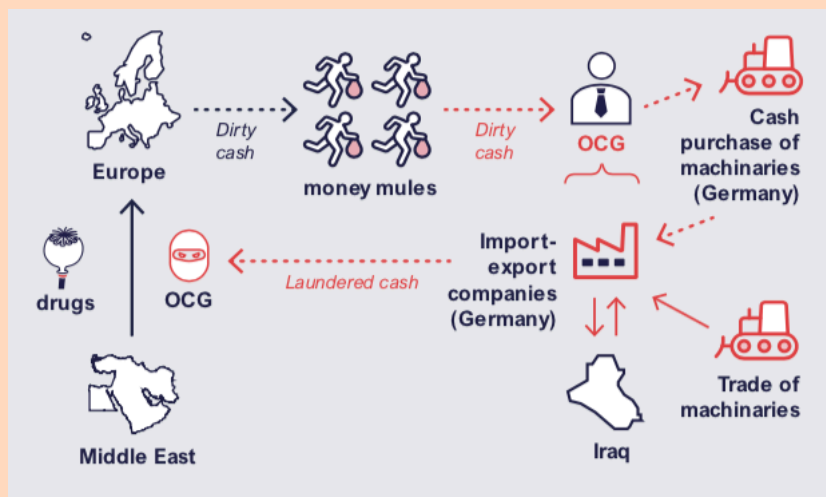 Europe
Dirty
cash
money mules
Dirty
cash
OCG
Cash
purchase of
machinaries
(Germany)
drugs
OCG
Laundered cash
Import-
export
companies
(Germany)
Middle East
Iraq
Trade of
machinaries